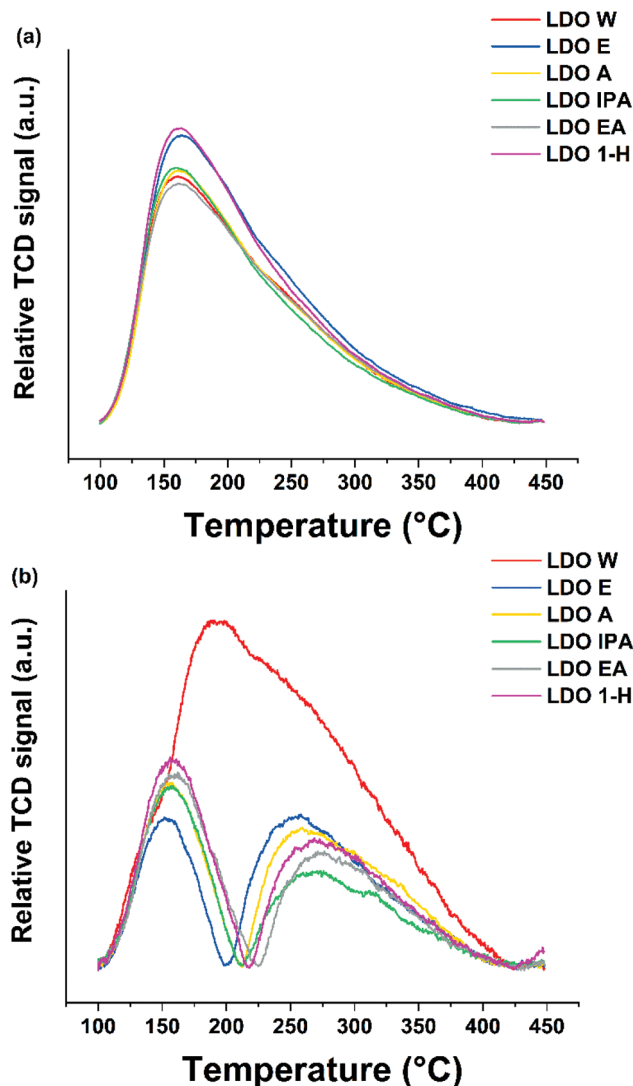 (a)
LDO W
LDO E
LDO A
LDO IPA
LDO EA
LDO 1-H
Relative TCD signal (a.u.)
100 150 200 250 300 350 400 450
Temperature (°C)
(b)
LDO W
LDO E
LDO A
LDO IPA
LDO EA
LDO 1-H
Relative TCD signal (a.u.)
100 150 200 250 300 350 400 450
Temperature (°C)